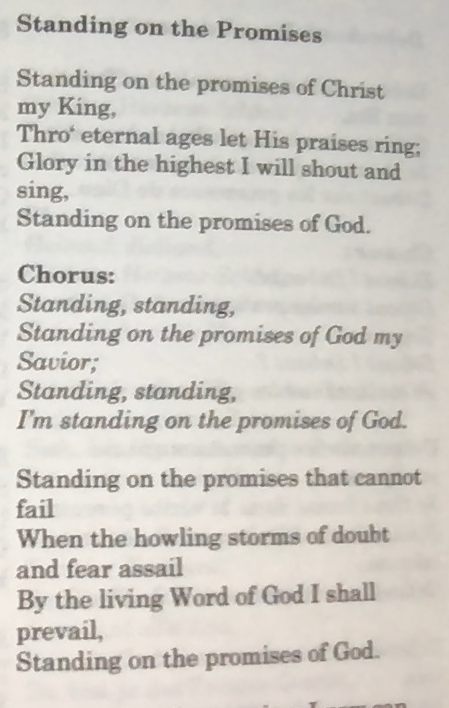 Standing on the Promises
Standing on the promises of Christ
my King,
Thro‘ eternal ages let His praises ring;
Glory in the highest I will shout and
sing,
Standing on the promises of God.
Chorus:
Standing, standing,
Standing on the promises of God my
Savior;
Standing, standing,
I'm standing on the promises of God.
Standing on the promises that cannot
fail
When the howling storms of doubt
and fear assail
By the living Word of God I shall
prevail,
Standing on the promises of God.